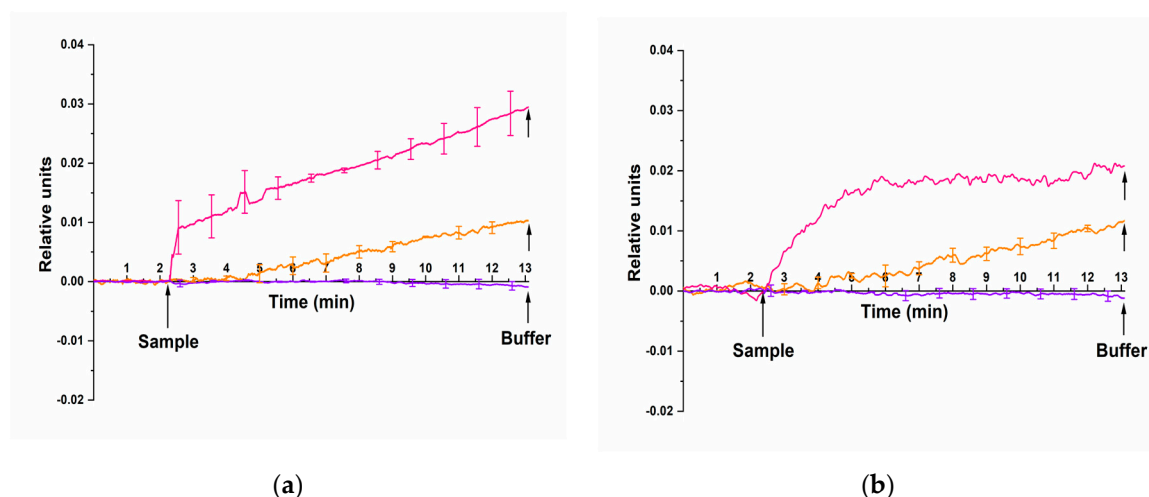 0.04
0.03
0.02
0.01
0.00
-0.01
-0.02
Relative units
1 2 3 4 5 6 7 8 9 10 11 12 13
Time (min)
Sample
Buffer
(a)
0.04
0.03
0.02
0.01
0.00
-0.01
-0.02
Relative units
1 2 3 4 5 6 7 8 9 10 11 12 13
Time (min)
Sample
Buffer
(b)